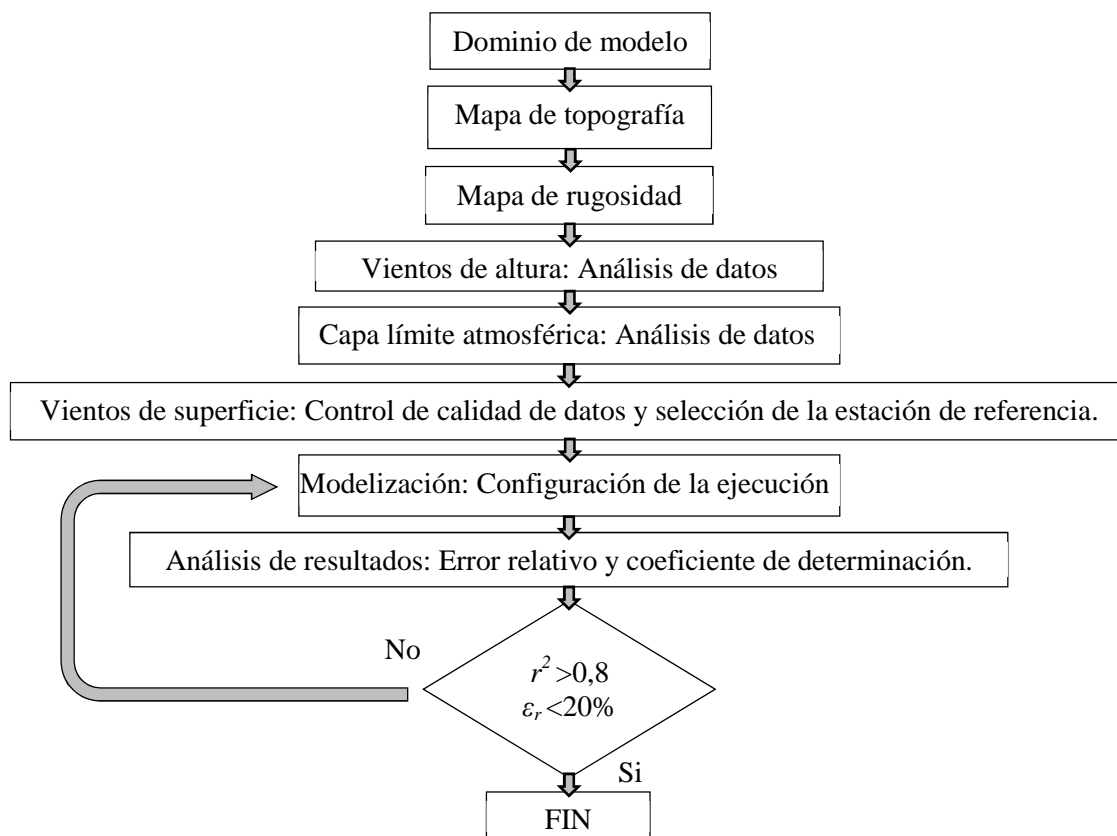 Dominio de modelo
Mapa de topografía
Mapa de rugosidad
Vientos de altura: Análisis de datos
Capa límite atmosférica: Análisis de datos
Vientos de superficie: Control de calidad de datos y selección de la estación de referencia.
Modelización: Configuración de la ejecución
Análisis de resultados: Error relativo y coeficiente de determinación.
No
r² >0,8
εᵣ <20%
Si
FIN